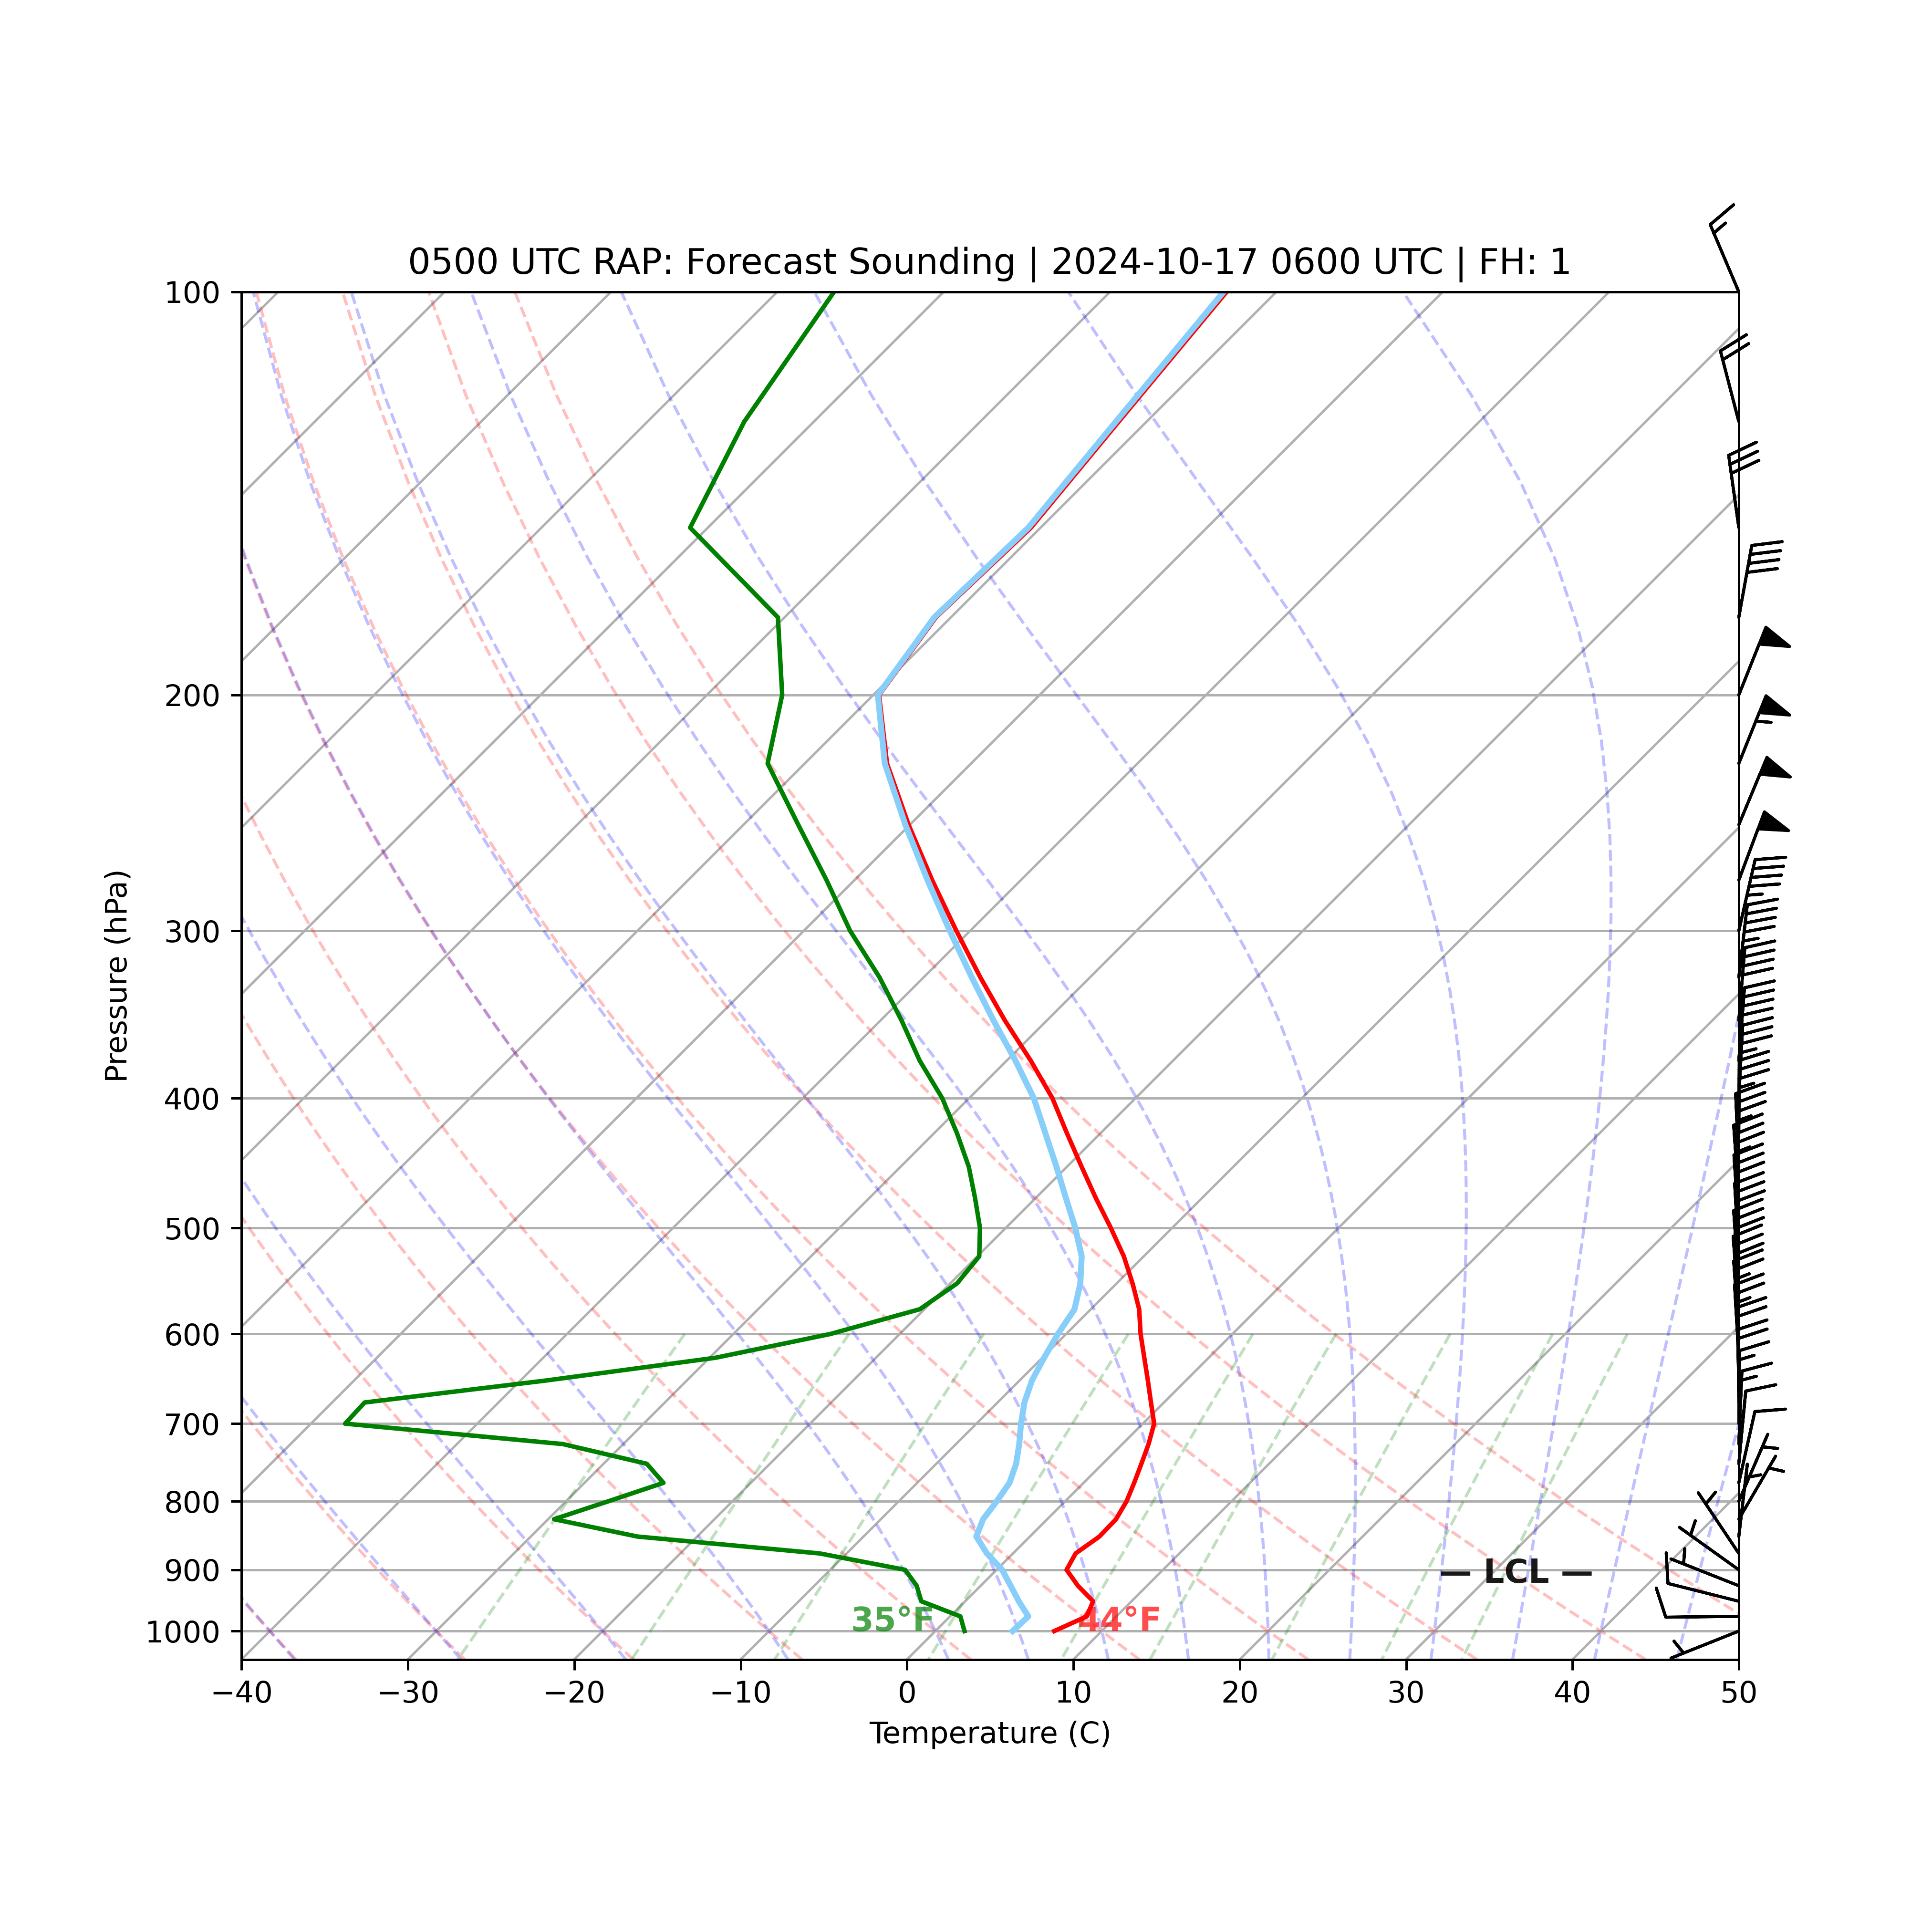 0500 UTC RAP: Forecast Sounding | 2024-10-17 0600 UTC | FH: 1
100
200
300
400
500
600
700
800
900
1000
Pressure (hPa)
— LCL —
35°F
44°F
−40 −30 −20 −10 0 10 20 30 40 50
Temperature (C)